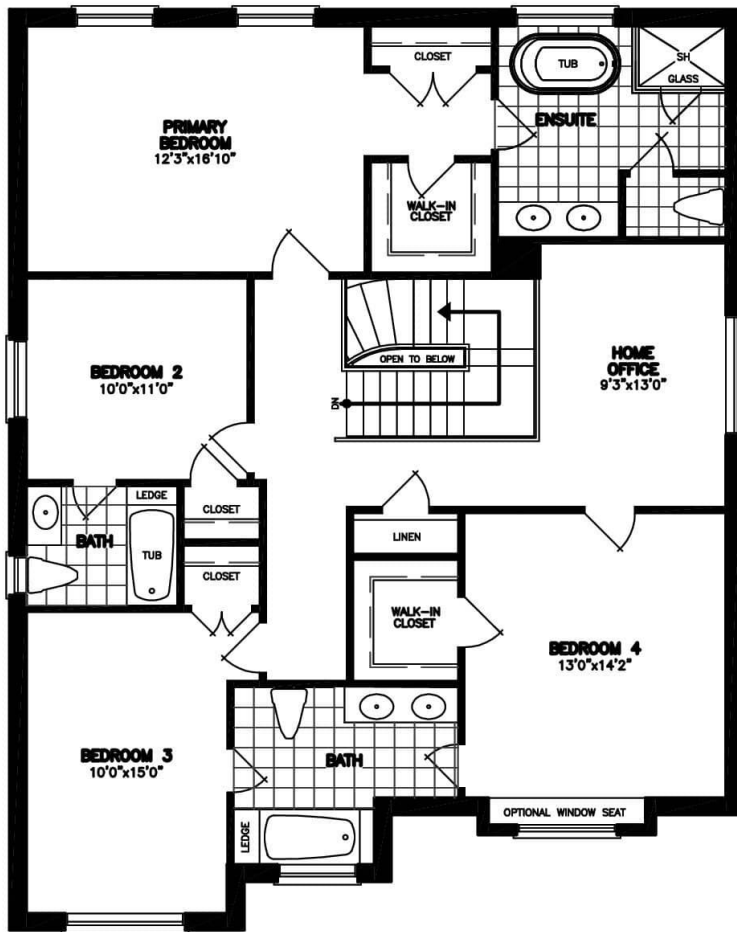 CLOSET
TUB
SH
GLASS
ENSUITE
PRIMARY
BEDROOM
12'3"x16'10"
WALK-IN
CLOSET
OPEN TO BELOW
DN
HOME
OFFICE
9'3"x13'0"
BEDROOM 2
10'0"x11'0"
LEDGE
CLOSET
BATH
TUB
LINEN
CLOSET
WALK-IN
CLOSET
BEDROOM 4
13'0"x14'2"
BEDROOM 3
10'0"x15'0"
BATH
LEDGE
OPTIONAL WINDOW SEAT